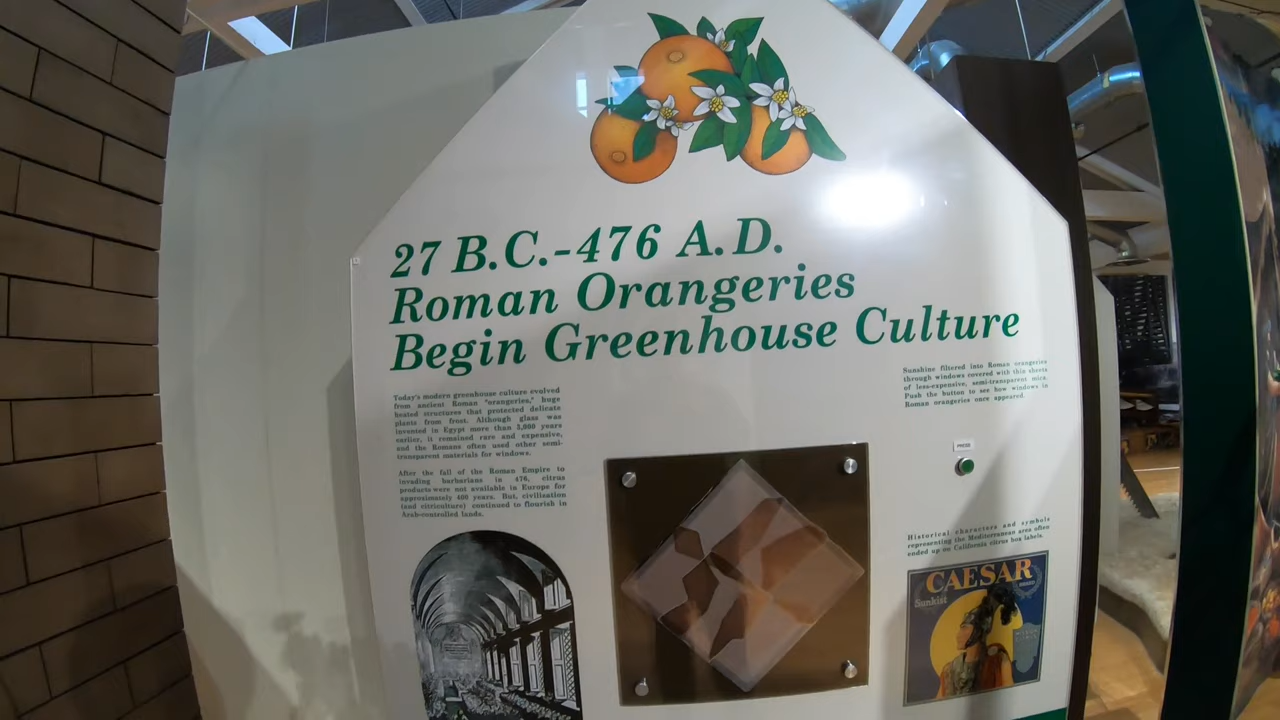 27 B.C.-476 A.D.
Roman Orangeries
Begin Greenhouse Culture
Today's modern greenhouse culture evolved
from ancient Roman "orangeries," huge
heated structures that protected delicate
plants from frost. Although glass was
invented in Egypt more than 3,000 years
earlier, it remained rare and expensive,
and the Romans often used other semi-
transparent materials for windows.
After the fall of the Roman Empire to
invading barbarians in 476, citrus
products were not available in Europe for
approximately 400 years. But, civilization
(and citriculture) continued to flourish in
Arab-controlled lands.
Sunshine filtered into Roman orangeries
through windows covered with thin sheets
of less-expensive, semi-transparent mica.
Push the button to see how windows in
Roman orangeries once appeared.
PRESS
Historical characters and symbols
representing the Mediterranean area often
ended up on California citrus box labels.
CAESAR
Sunkist